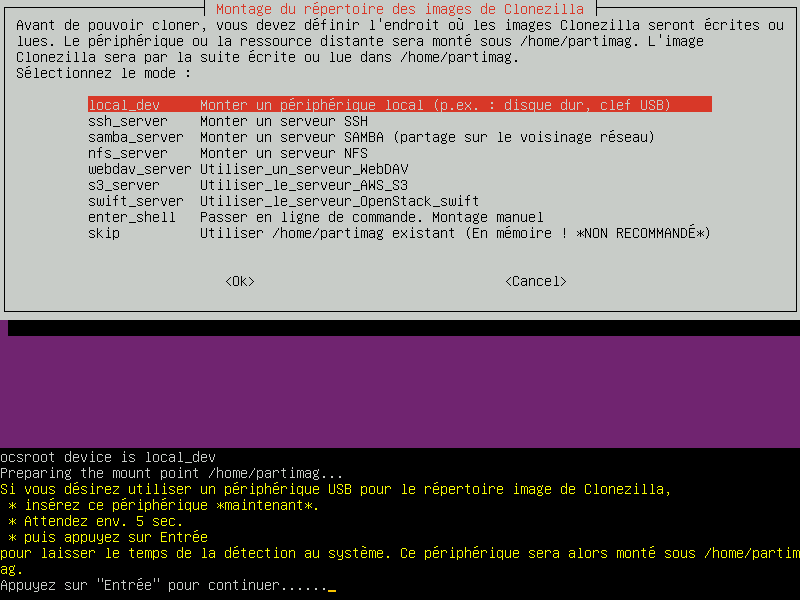 Montage du répertoire des images de Clonezilla
Avant de pouvoir cloner, vous devez définir l'endroit où les images Clonezilla seront écrites ou
lues. Le périphérique ou la ressource distante sera monté sous /home/partimag. L'image
Clonezilla sera par la suite écrite ou lue dans /home/partimag.
Sélectionnez le mode :
local_dev Monter un périphérique local (p.ex. : disque dur, clef USB)
ssh_server Monter un serveur SSH
samba_server Monter un serveur SAMBA (partage sur le voisinage réseau)
nfs_server Monter un serveur NFS
webdav_server Utiliser_un_serveur_WebDAV
s3_server Utiliser_le_serveur_AWS_S3
swift_server Utiliser_le_serveur_OpenStack_swift
enter_shell Passer en ligne de commande. Montage manuel
skip Utiliser /home/partimag existant (En mémoire ! *NON RECOMMANDÉ*)
<Ok> <Cancel>
ocsroot device is local_dev
Preparing the mount point /home/partimag...
Si vous désirez utiliser un périphérique USB pour le répertoire image de Clonezilla,
* insérez ce périphérique *maintenant*.
* Attendez env. 5 sec.
* puis appuyez sur Entrée
pour laisser le temps de la détection au système. Ce périphérique sera alors monté sous /home/partim
ag.
Appuyez sur "Entrée" pour continuer......_